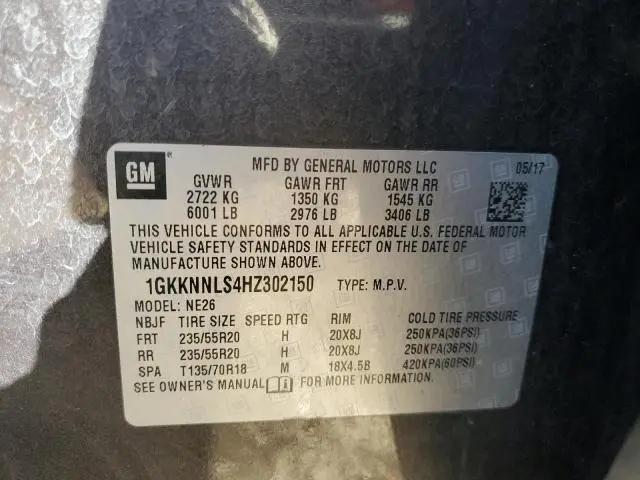 GM
MFD BY GENERAL MOTORS LLC 05/17
GVWR GAWR FRT GAWR RR
2722 KG 1350 KG 1545 KG
6001 LB 2976 LB 3406 LB
THIS VEHICLE CONFORMS TO ALL APPLICABLE U.S. FEDERAL MOTOR
VEHICLE SAFETY STANDARDS IN EFFECT ON THE DATE OF
MANUFACTURE SHOWN ABOVE.
1GKKNNLS4HZ302150 TYPE: M.P.V.
MODEL: NE26
NBJF TIRE SIZE SPEED RTG RIM COLD TIRE PRESSURE
FRT 235/55R20 H 20X8J 250KPA(36PSI)
RR 235/55R20 H 20X8J 250KPA(36PSI)
SPA T135/70R18 M 18X4.5B 420KPA(60PSI)
SEE OWNER'S MANUAL FOR MORE INFORMATION.